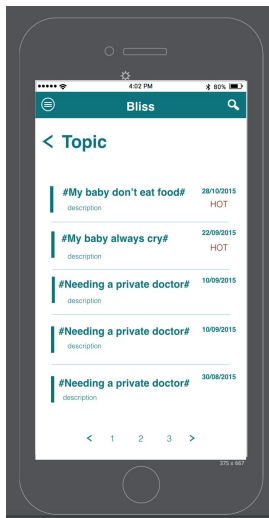 4:02 PM 80%
Bliss
< Topic
#My baby don't eat food# 28/10/2015
HOT
description
#My baby always cry# 22/09/2015
HOT
description
#Needing a private doctor# 10/09/2015
description
#Needing a private doctor# 10/09/2015
description
#Needing a private doctor# 30/08/2015
description
< 1 2 3 >
375 x 667